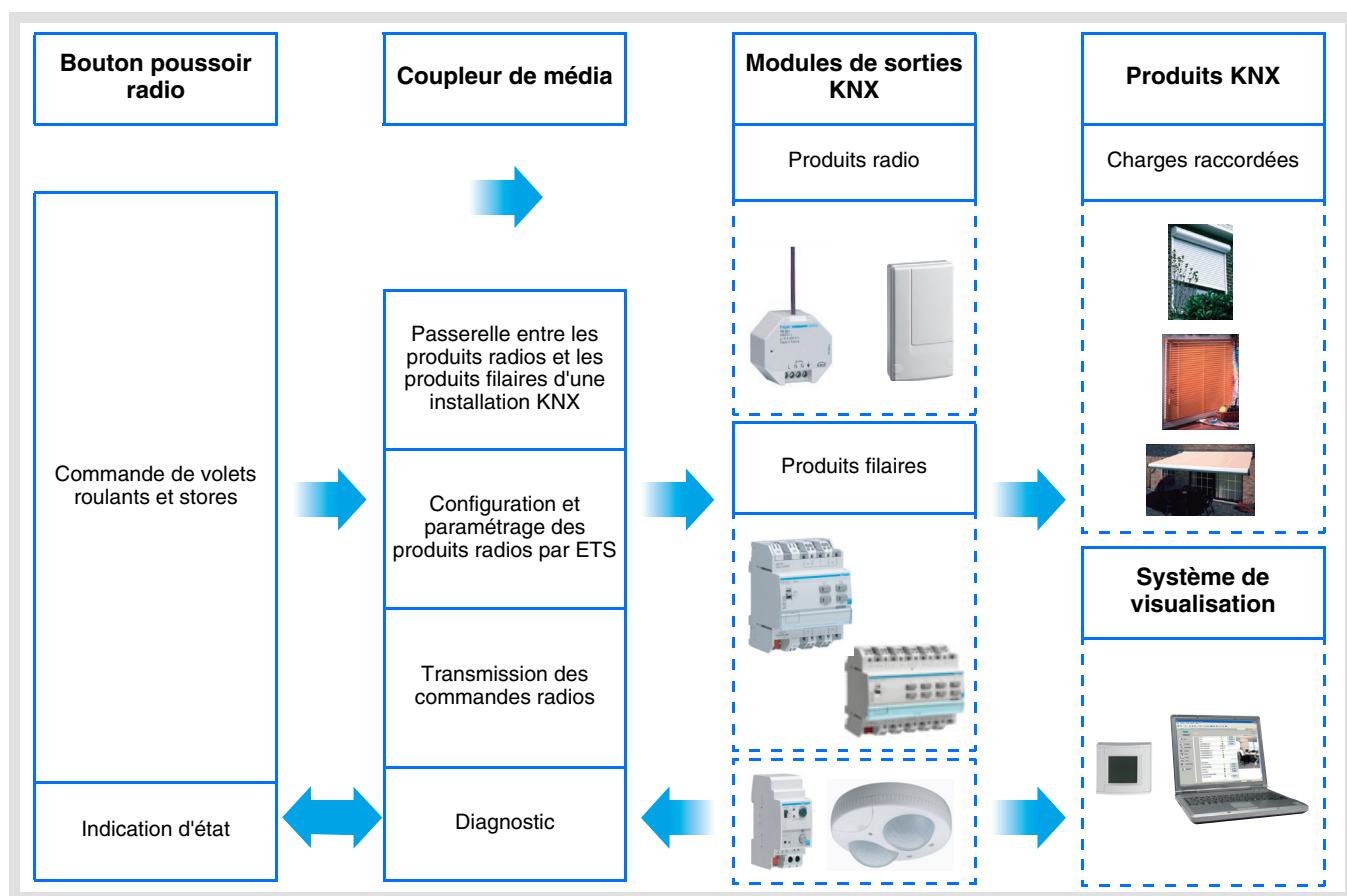 Bouton poussoir
radio
Coupleur de média
Modules de sorties
KNX
Produits KNX
Produits radio
Charges raccordées
Passerelle entre les
produits radios et les
produits filaires d'une
installation KNX
Commande de volets
roulants et stores
Configuration et
paramétrage des
produits radios par ETS
Produits filaires
Système de
visualisation
Transmission des
commandes radios
Indication d'état
Diagnostic